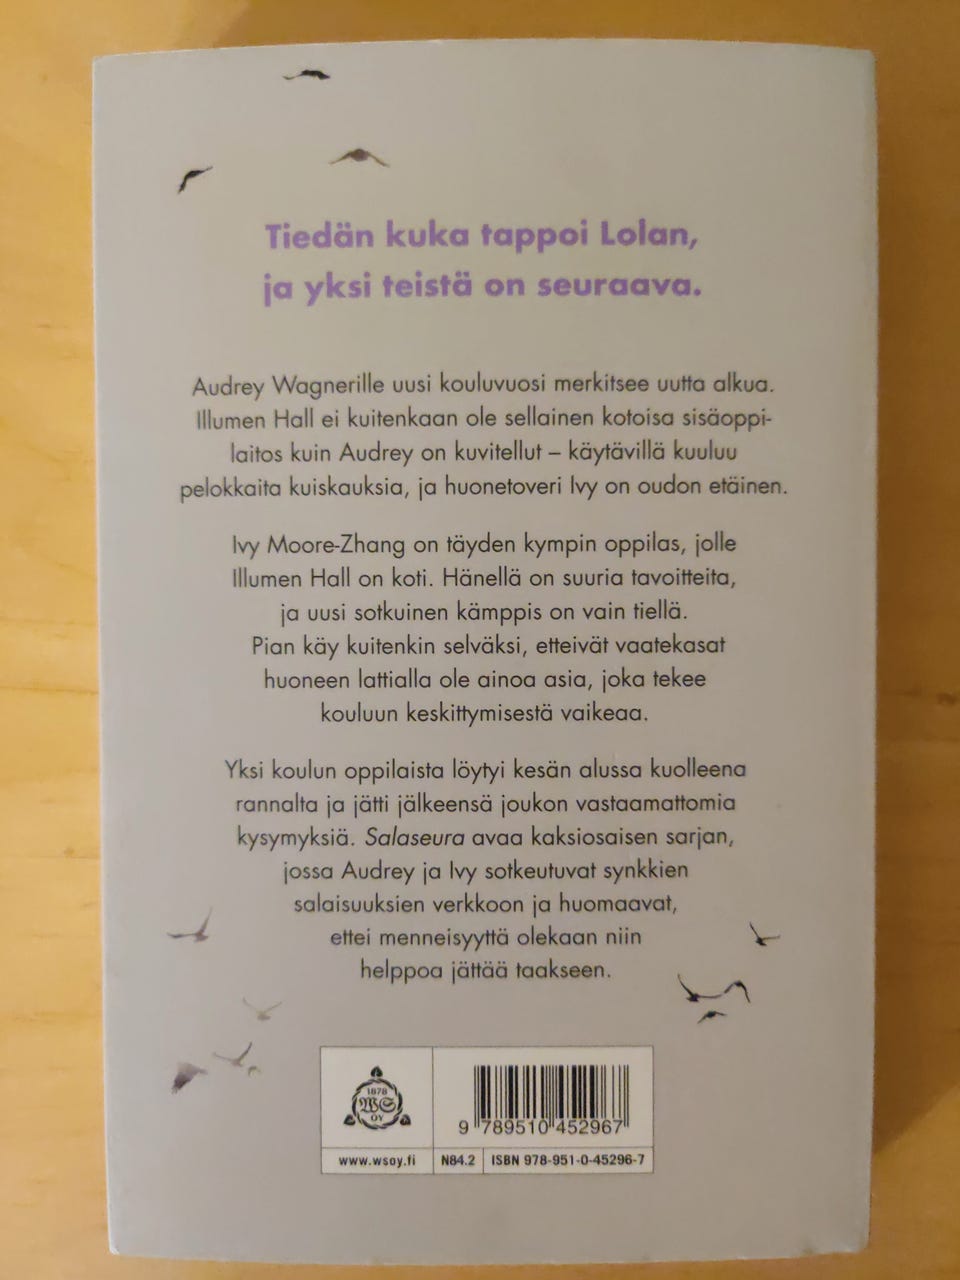 Tiedän kuka tappoi Lolan,
ja yksi teistä on seuraava.
Audrey Wagnerille uusi kouluvuosi merkitsee uutta alkua.
Illumen Hall ei kuitenkaan ole sellainen kotoisa sisäoppi-
laitos kuin Audrey on kuvitellut – käytävillä kuuluu
pelokkaita kuiskauksia, ja huonetoveri Ivy on oudon etäinen.
Ivy Moore-Zhang on täyden kympin oppilas, jolle
Illumen Hall on koti. Hänellä on suuria tavoitteita,
ja uusi sotkuinen kämppis on vain tiellä.
Pian käy kuitenkin selväksi, etteivät vaatekasat
huoneen lattialla ole ainoa asia, joka tekee
kouluun keskittymisestä vaikeaa.
Yksi koulun oppilaista löytyi kesän alussa kuolleena
rannalta ja jätti jälkeensä joukon vastaamattomia
kysymyksiä. Salaseura avaa kaksiosaisen sarjan,
jossa Audrey ja Ivy sotkeutuvat synkkien
salaisuuksien verkkoon ja huomaavat,
ettei menneisyyttä olekaan niin
helppoa jättää taakseen.
1878
WS
OY
9 789510 452967
www.wsoy.fi N84.2 ISBN 978-951-0-45296-7